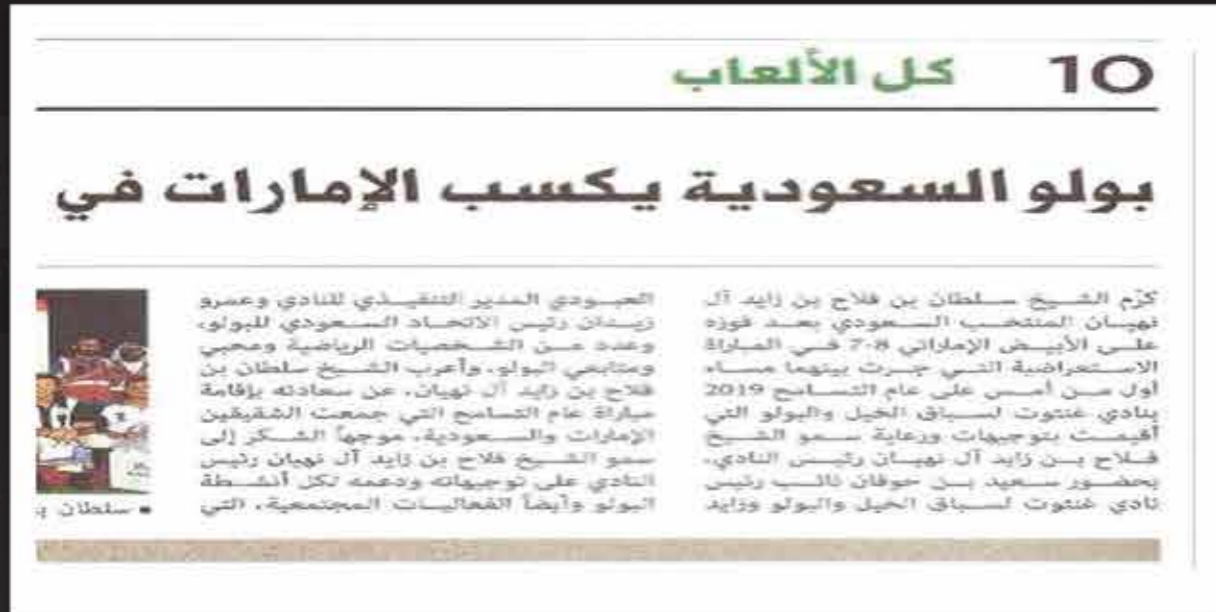 10 كل الألعاب
بولو السعودية يكسب الإمارات في
كرّم الشيخ سلطان بن فلاح بن زايد آل
نهيان المنتخب السعودي بعد فوزه
على الأبيض الإماراتي 8-7 في المباراة
الاستعراضية التي جرت بينهما مساء
أول من أمس على عام التسامح 2019
بنادي غنتوت لسباق الخيل والبولو التي
أقيمت بتوجيهات ورعاية سمو الشيخ
فلاح بن زايد آل نهيان رئيس النادي،
بحضور سعيد بن حوفان نائب رئيس
نادي غنتوت لسباق الخيل والبولو وزايد
العبودي المدير التنفيذي للنادي وعمرو
زيدان رئيس الاتحاد السعودي للبولو،
وعدد من الشخصيات الرياضية ومحبي
ومتابعي البولو، وأعرب الشيخ سلطان بن
فلاح بن زايد آل نهيان، عن سعادته بإقامة
مباراة عام التسامح التي جمعت الشقيقين
الإمارات والسعودية، موجهاً الشكر إلى
سمو الشيخ فلاح بن زايد آل نهيان رئيس
النادي على توجيهاته ودعمه لكل أنشطة
البولو وأيضاً الفعاليات المجتمعية، التي
■ سلطان